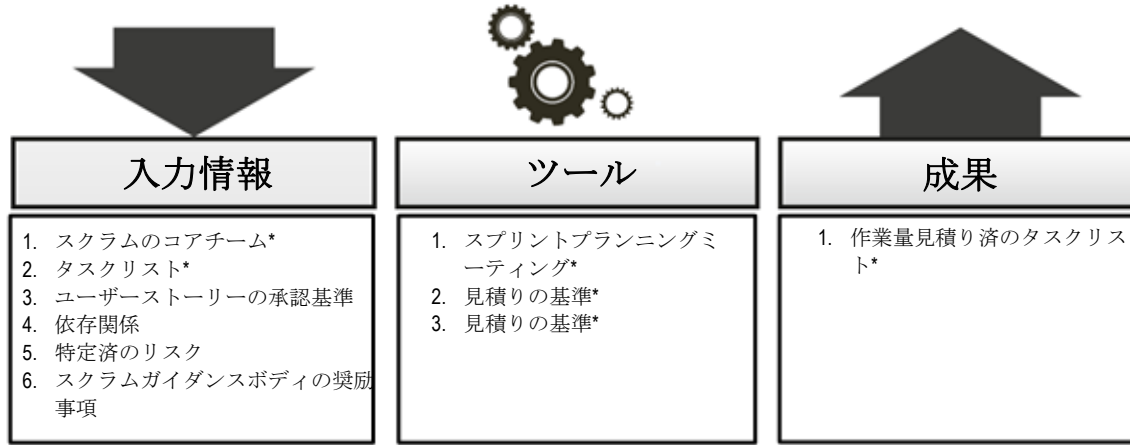 入力情報
1. スクラムのコアチーム*
2. タスクリスト*
3. ユーザーストーリーの承認基準
4. 依存関係
5. 特定済のリスク
6. スクラムガイダンスボディの奨励
事項
ツール
1. スプリントプランニングミ
ーティング*
2. 見積りの基準*
3. 見積りの基準*
成果
1. 作業量見積り済のタスクリス
ト*